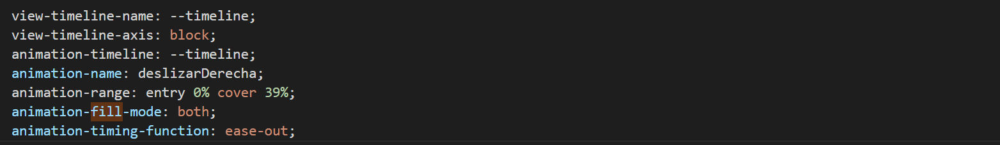 view-timeline-name: --timeline;
view-timeline-axis: block;
animation-timeline: --timeline;
animation-name: deslizarDerecha;
animation-range: entry 0% cover 39%;
animation-fill-mode: both;
animation-timing-function: ease-out;